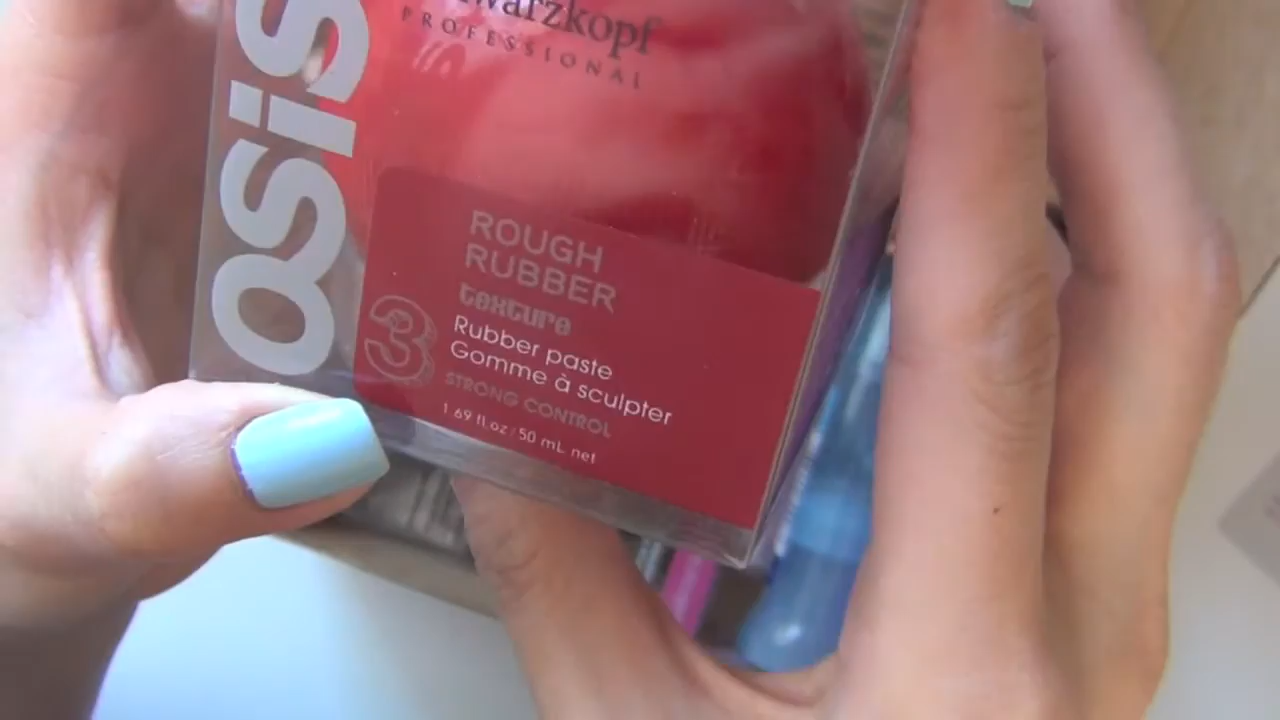 warzkopf
PROFESSIONAL
osis
ROUGH
RUBBER
texture
3
Rubber paste
Gomme à sculpter
STRONG CONTROL
1.69 fl.oz / 50 mL net